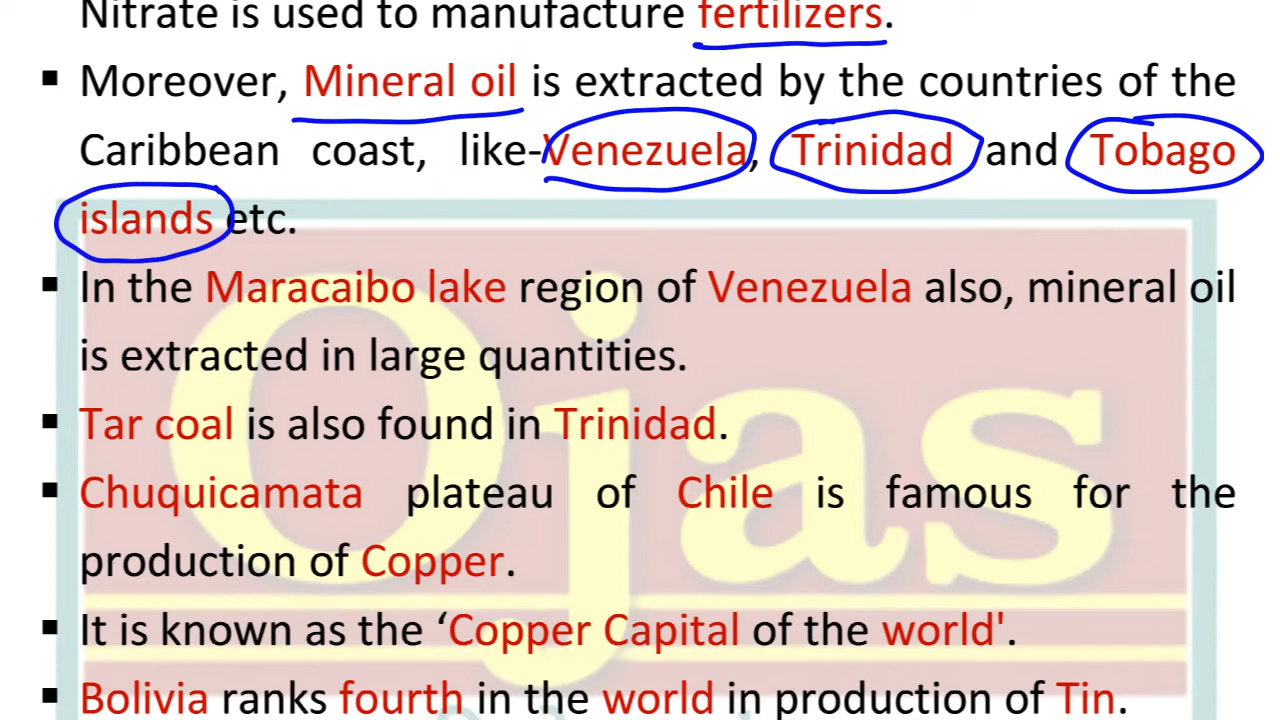 Nitrate is used to manufacture fertilizers.
▪ Moreover, Mineral oil is extracted by the countries of the
Caribbean coast, like-Venezuela, Trinidad and Tobago
islands etc.
▪ In the Maracaibo lake region of Venezuela also, mineral oil
is extracted in large quantities.
▪ Tar coal is also found in Trinidad.
▪ Chuquicamata plateau of Chile is famous for the
production of Copper.
▪ It is known as the ‘Copper Capital of the world'.
▪ Bolivia ranks fourth in the world in production of Tin.
Ojas